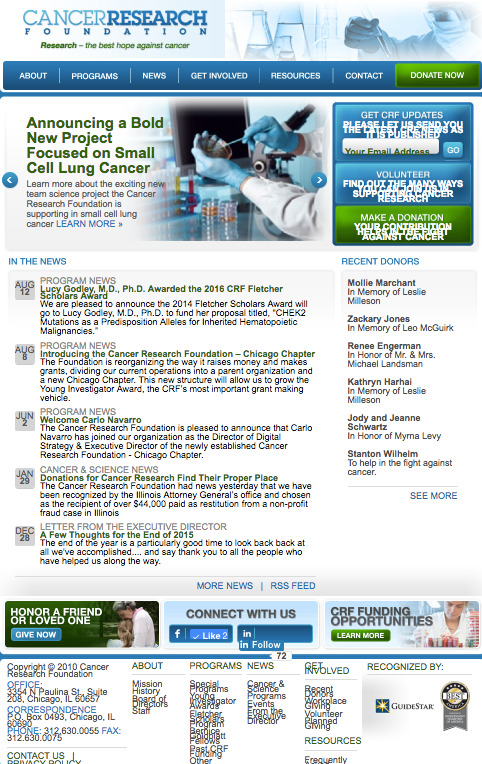 CANCERRESEARCH
FOUNDATION
Research – the best hope against cancer
ABOUT
PROGRAMS
NEWS
GET INVOLVED
RESOURCES
CONTACT
DONATE NOW
Announcing a Bold
New Project
Focused on Small
Cell Lung Cancer
Learn more about the exciting new
team science project the Cancer
Research Foundation is
supporting in small cell lung
cancer LEARN MORE »
GET CRF UPDATES
PLEASE LET US SEND YOU
THE LATEST CRF NEWS AS
IT IS PUBLISHED
Your Email Address
GO
VOLUNTEER
FIND OUT THE MANY WAYS
SUPPORTING CANCER
RESEARCH
MAKE A DONATION
YOUR CONTRIBUTION
HELPS IN THE FIGHT
AGAINST CANCER
IN THE NEWS
AUG
12
PROGRAM NEWS
Lucy Godley, M.D., Ph.D. Awarded the 2016 CRF Fletcher
Scholars Award
We are pleased to announce the 2014 Fletcher Scholars Award will
go to Lucy Godley, M.D., Ph.D. to fund her proposal titled, "CHEK2
Mutations as a Predisposition Alleles for Inherited Hematopoietic
Malignancies."
AUG
8
PROGRAM NEWS
Introducing the Cancer Research Foundation – Chicago Chapter
The Foundation is reorganizing the way it raises money and makes
grants, dividing our current operations into a parent organization and
a new Chicago Chapter. This new structure will allow us to grow the
Young Investigator Award, the CRF's most important grant making
vehicle.
JUN
2
PROGRAM NEWS
Welcome Carlo Navarro
The Cancer Research Foundation is pleased to announce that Carlo
Navarro has joined our organization as the Director of Digital
Strategy & Executive Director of the newly established Cancer
Research Foundation - Chicago Chapter.
JAN
29
CANCER & SCIENCE NEWS
Donations for Cancer Research Find Their Proper Place
The Cancer Research Foundation had news yesterday that we have
been recognized by the Illinois Attorney General's office and chosen
as the recipient of over $44,000 paid as restitution from a non-profit
fraud case in Illinois
DEC
28
LETTER FROM THE EXECUTIVE DIRECTOR
A Few Thoughts for the End of 2015
The end of the year is a particularly good time to look back back at
all we've accomplished.... and say thank you to all the people who
have helped us along the way.
MORE NEWS | RSS FEED
RECENT DONORS
Mollie Marchant
In Memory of Leslie
Milleson
Zackary Jones
In Memory of Leo McGuirk
Renee Engerman
In Honor of Mr. & Mrs.
Michael Landsman
Kathryn Harhai
In Memory of Leslie
Milleson
Jody and Jeanne
Schwartz
In Honor of Myrna Levy
Stanton Wilhelm
To help in the fight against
cancer.
SEE MORE
HONOR A FRIEND
OR LOVED ONE
GIVE NOW
CONNECT WITH US
f
Like 2
in
in Follow
72
CRF FUNDING
OPPORTUNITIES
LEARN MORE
Copyright © 2010 Cancer
Research Foundation
OFFICE:
3354 N Paulina St., Suite
208, Chicago, IL 60657
CORRESPONDENCE
P.O. Box 0493, Chicago, IL
60690
PHONE: 312.630.0055 FAX:
312.630.0075
CONTACT US |
PRIVACY POLICY
ABOUT
Mission
History
Board of
Directors
Staff
PROGRAMS
Special
Programs
Young
Investigator
Awards
Fletcher
Scholars
Program
Bernice
Goldblatt
Fellows
Past CRF
Funding
Other
NEWS
Cancer &
Science
Programs
Events
From the
Executive
Director
GET
INVOLVED
Recent
Donors
Workplace
Giving
Volunteer
Planned
Giving
RESOURCES
Frequently
RECOGNIZED BY:
GUIDESTAR
BEST